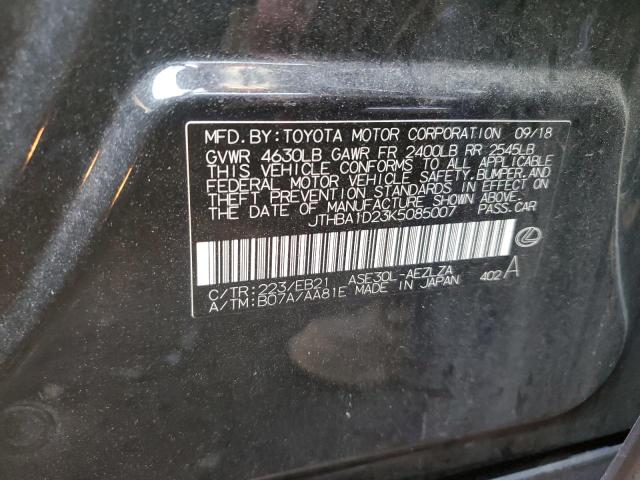 MFD. BY: TOYOTA MOTOR CORPORATION 09/18
GVWR 4630LB GAWR FR 2400LB RR 2545LB
THIS VEHICLE CONFORMS TO ALL APPLICABLE
FEDERAL MOTOR VEHICLE SAFETY, BUMPER, AND
THEFT PREVENTION STANDARDS IN EFFECT ON
THE DATE OF MANUFACTURE SHOWN ABOVE.
JTHBA1D23K5085007 PASS. CAR
C/TR: 223/EB21 ASE30L-AEZLZA
A/TM: B07A/AA81E MADE IN JAPAN 402 A